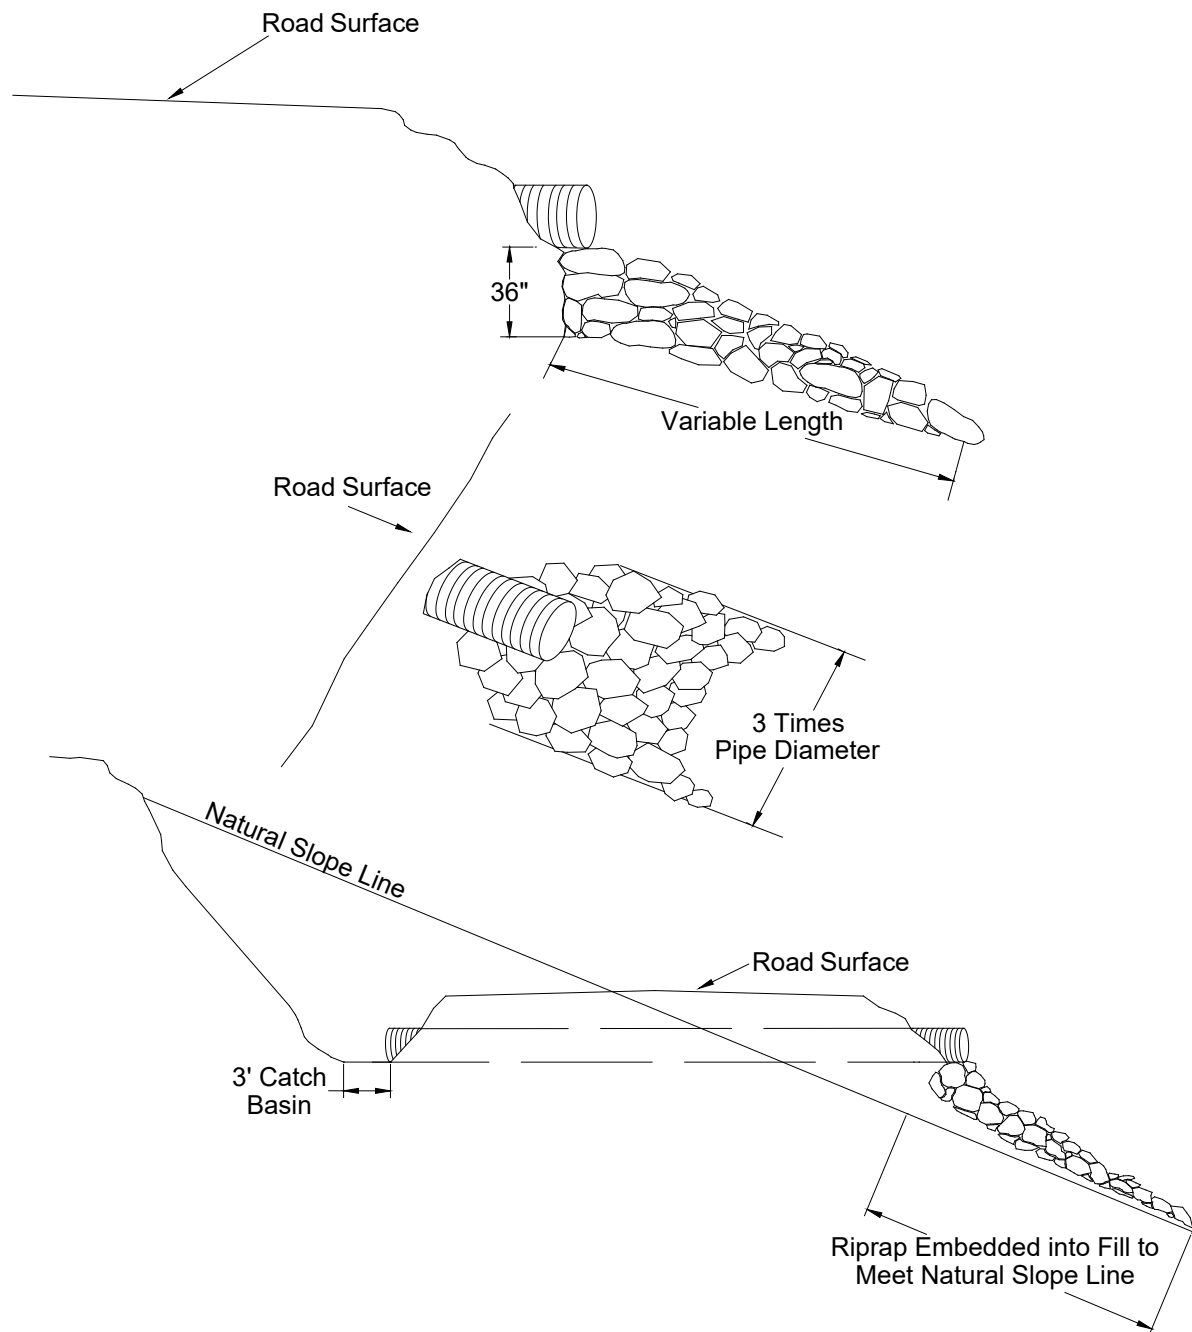 Road Surface
36"
Variable Length
Road Surface
3 Times
Pipe Diameter
Natural Slope Line
Road Surface
3' Catch
Basin
Riprap Embedded into Fill to
Meet Natural Slope Line